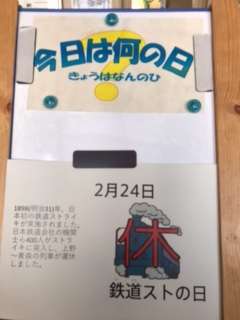 今日は何の日
きょうはなんのひ
2月24日
1898(明治31)年、日
本初の鉄道ストライ
キが実施されました。
日本鉄道会社の機関
士ら400人がストラ
イキに突入し、上野
～青森の列車が運休
しました。
休
鉄道ストの日